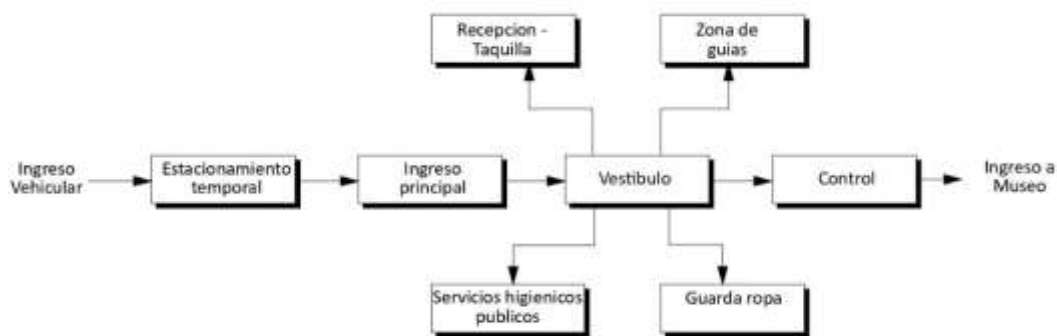 Recepcion -
Taquilla
Zona de
guias
Ingreso
Vehicular
Estacionamiento
temporal
Ingreso
principal
Vestíbulo
Control
Ingreso a
Museo
Servicios higienicos
publicos
Guarda ropa